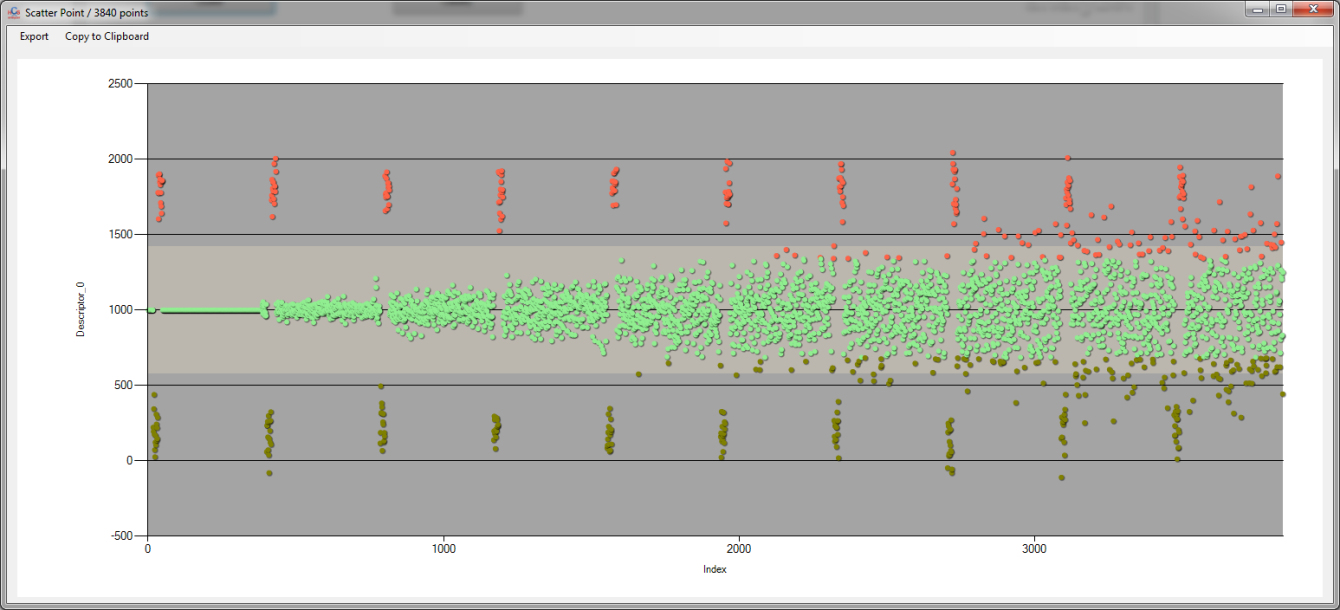 Scatter Point / 3840 points
Export Copy to Clipboard
2500
2000
1500
1000
500
0
-500
Descriptor_0
0 1000 2000 3000
Index